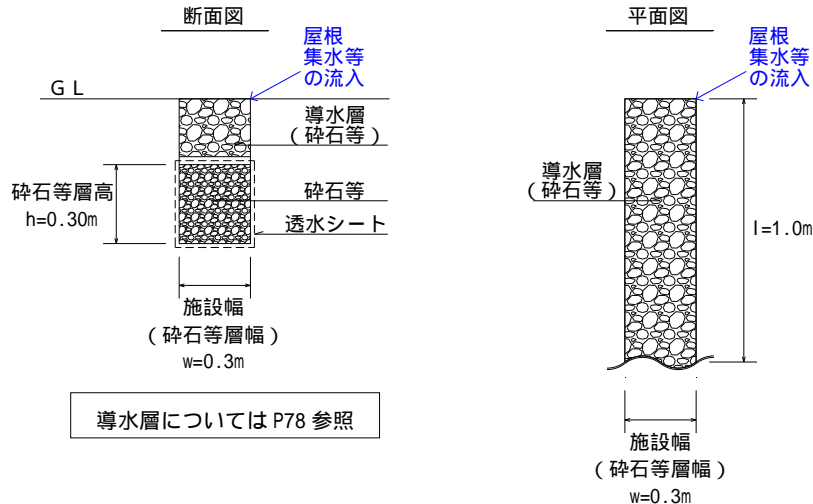 断面図
屋根
集水等
の流入
GL
導水層
(砕石等)
砕石等層高
h=0.30m
砕石等
透水シート
施設幅
(砕石等層幅)
w=0.3m
導水層についてはP78参照
平面図
屋根
集水等
の流入
導水層
(砕石等)
l=1.0m
施設幅
(砕石等層幅)
w=0.3m